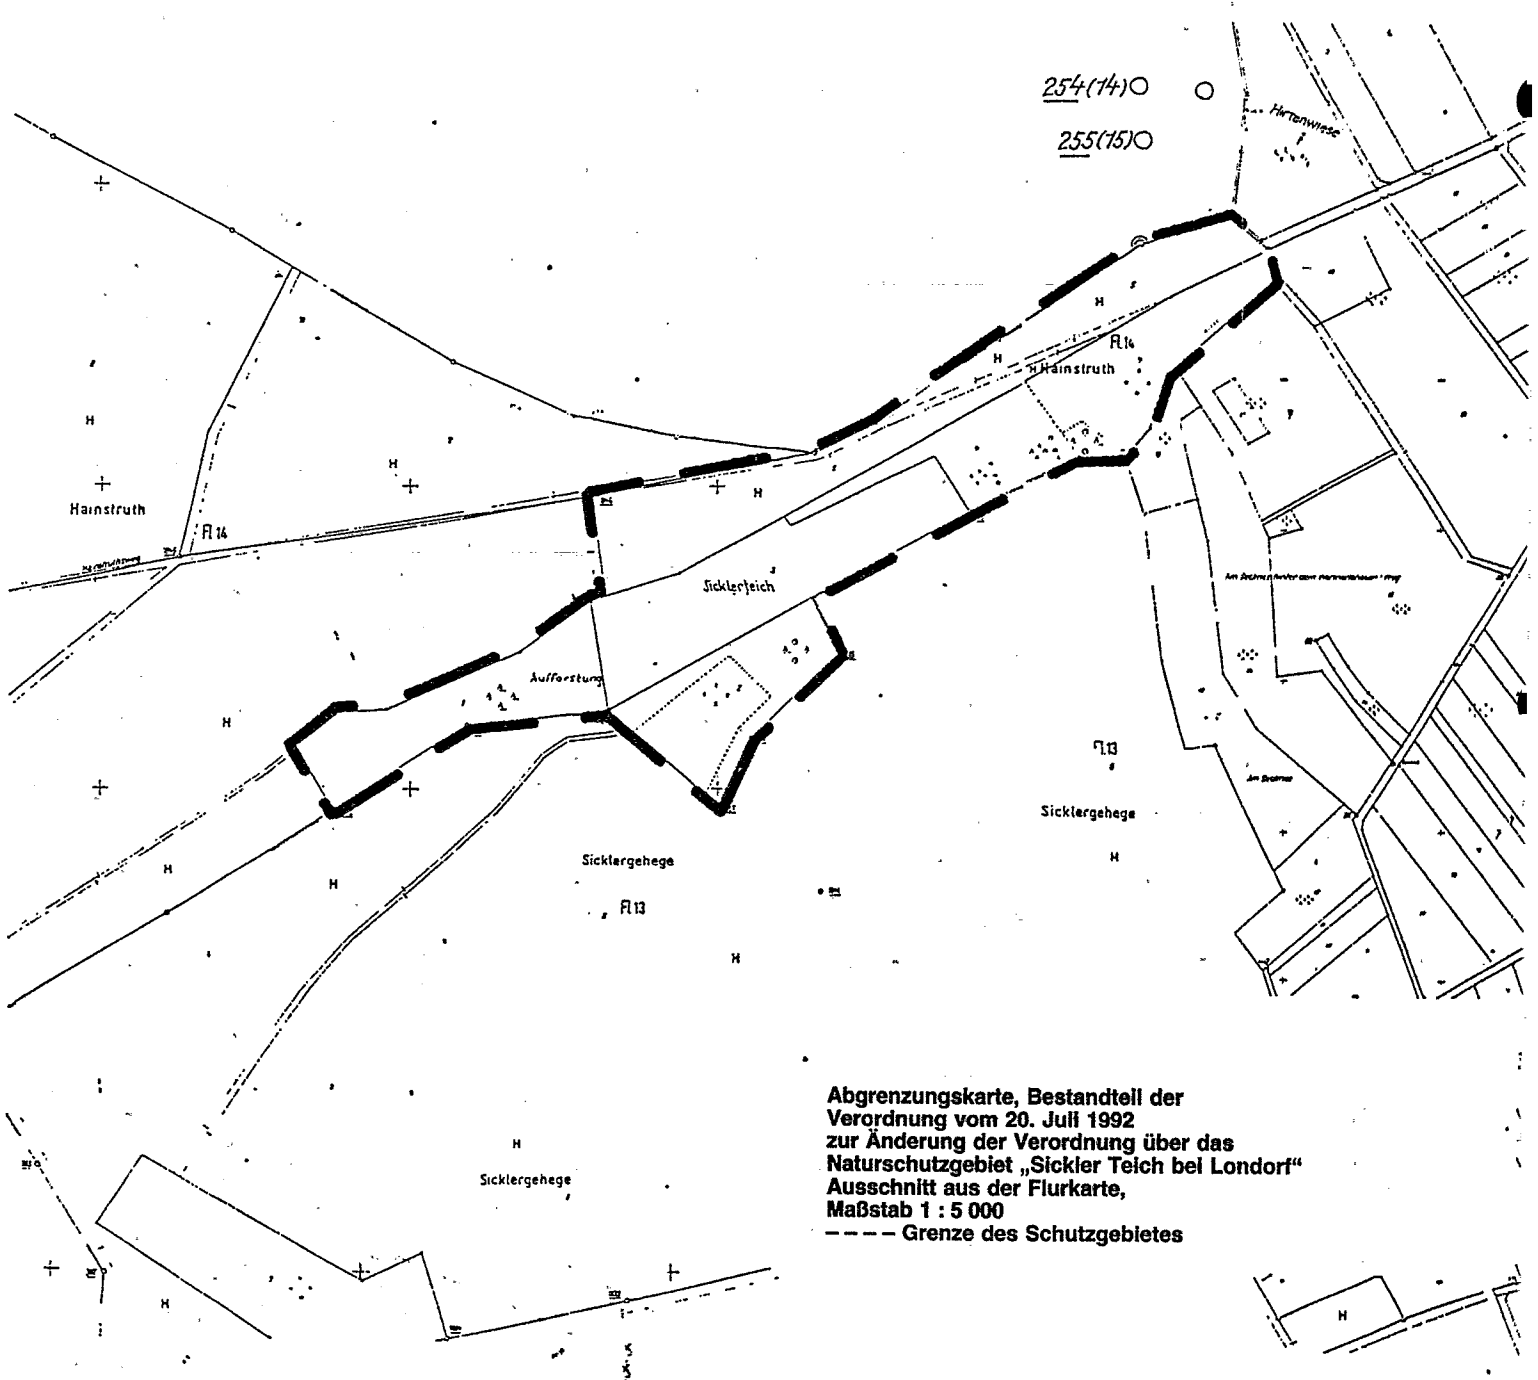 254(14)
255(15)
Hirtenwiese
H
Fl.14
H
Hainstruth
H
H
H
Hainstruth
Fl 14
Sicklerteich
Aufforstung
H
Fl.13
Sicklergehege
Sicklergehege
H
H
H
Fl.13
H
H
Sicklergehege
H
H
Abgrenzungskarte, Bestandteil der
Verordnung vom 20. Juli 1992
zur Änderung der Verordnung über das
Naturschutzgebiet „Sickler Teich bei Londorf“
Ausschnitt aus der Flurkarte,
Maßstab 1 : 5 000
---- Grenze des Schutzgebietes